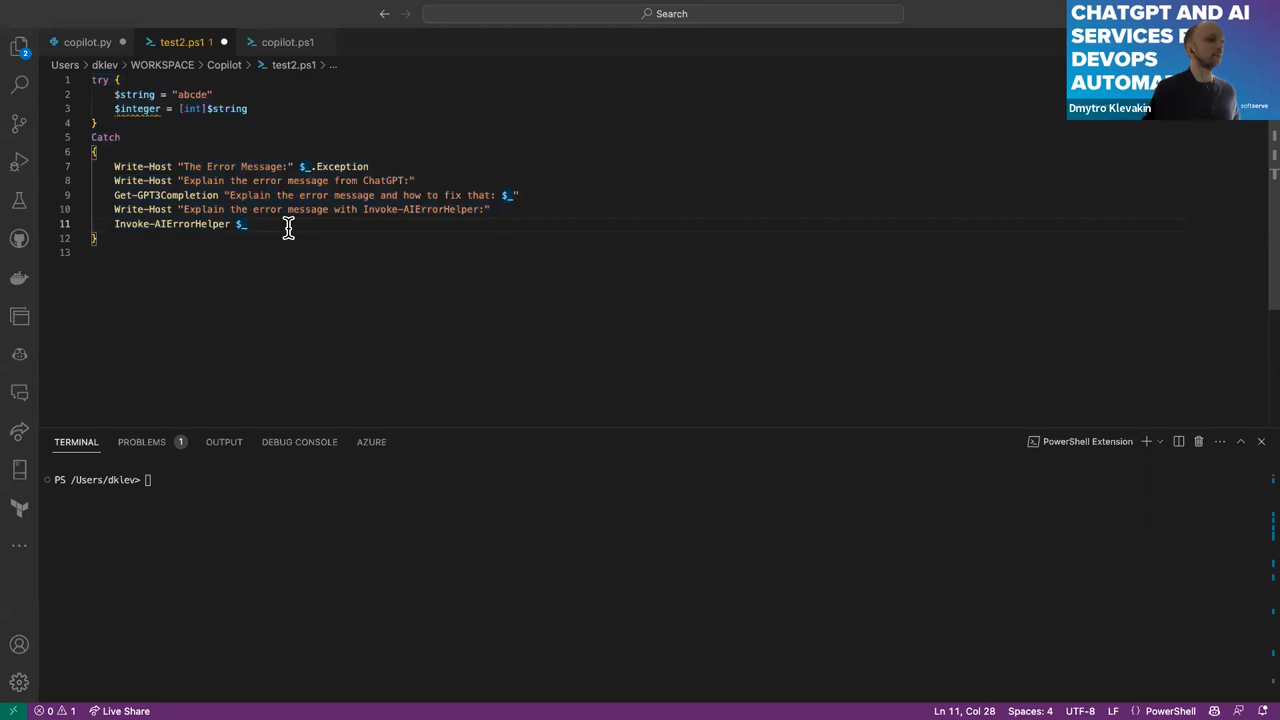 Search
CHATGPT AND AI
SERVICES
DEVOPS
Dmytro Klevakin
softserve
copilot.py
test2.ps1 1
copilot.ps1
Users > dklev > WORKSPACE > Copilot > test2.ps1 > ...
1 try {
2 $string = "abcde"
3 $integer = [int]$string
4 }
5 Catch
6 {
7 Write-Host "The Error Message:" $_.Exception
8 Write-Host "Explain the error message from ChatGPT:"
9 Get-GPT3Completion "Explain the error message and how to fix that: $_"
10 Write-Host "Explain the error message with Invoke-AIErrorHelper:"
11 Invoke-AIErrorHelper $_
12 }
13
2
TERMINAL PROBLEMS 1 OUTPUT DEBUG CONSOLE AZURE PowerShell Extension
PS /Users/dklev>
0 1 Live Share Ln 11, Col 28 Spaces: 4 UTF-8 LF { } PowerShell